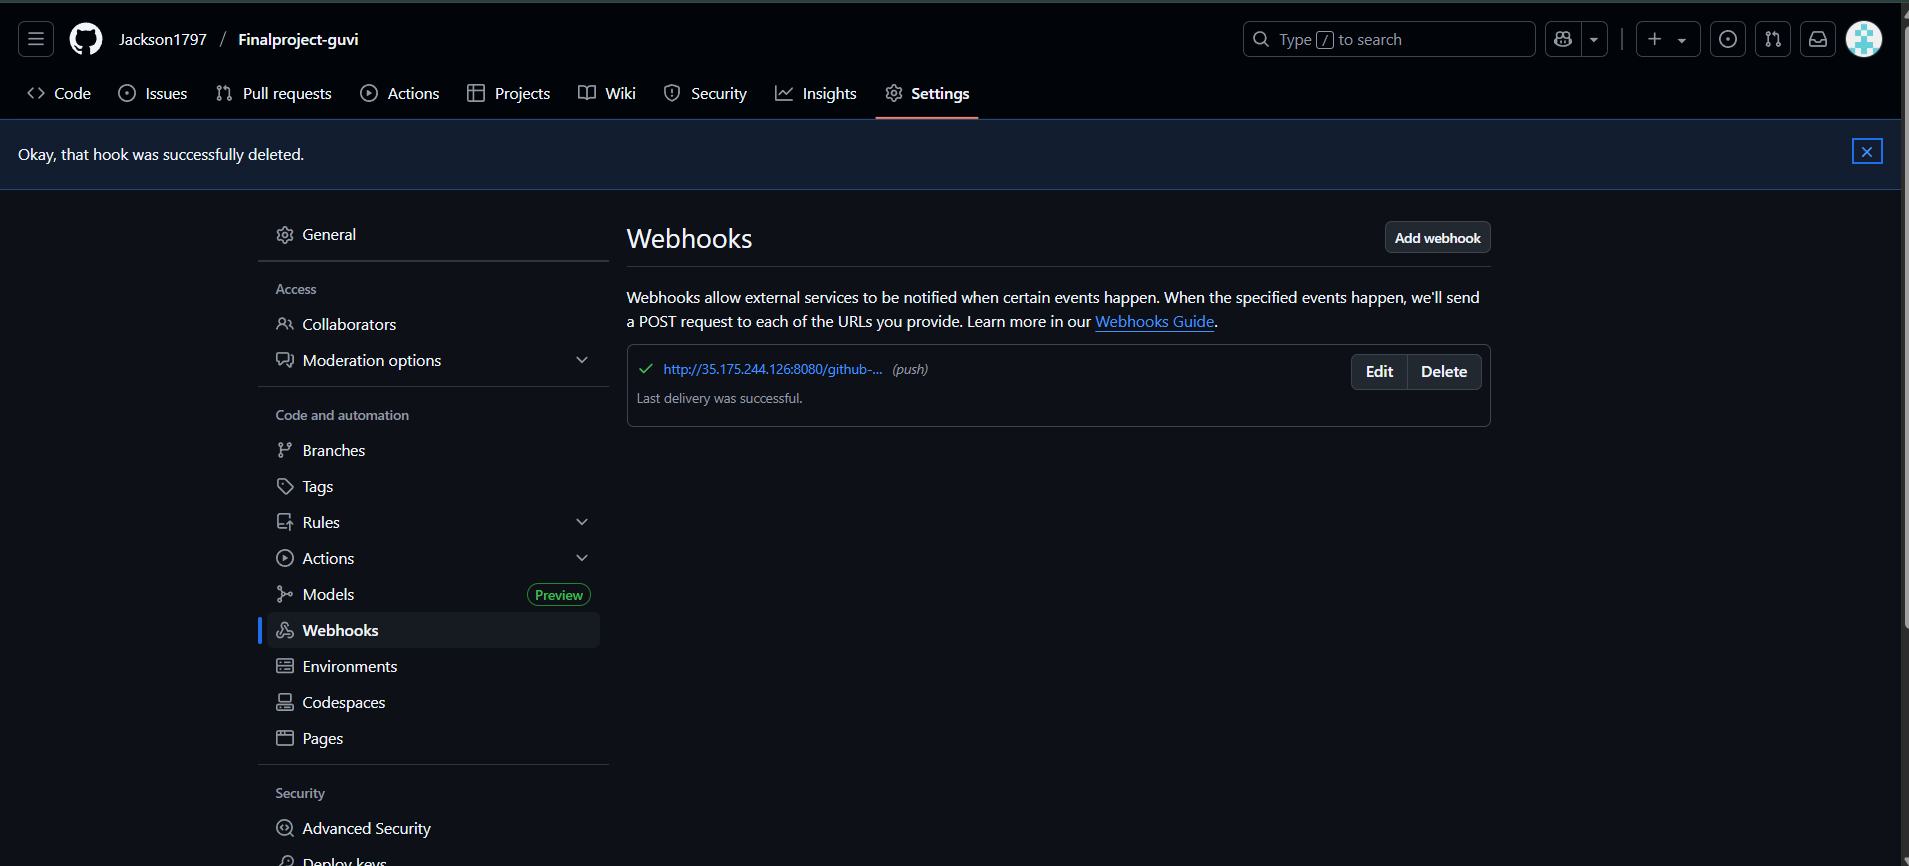 Jackson1797 / Finalproject-guvi
Type / to search
Code Issues Pull requests Actions Projects Wiki Security Insights Settings
Okay, that hook was successfully deleted.
General
Access
Collaborators
Moderation options
Code and automation
Branches
Tags
Rules
Actions
Models Preview
Webhooks
Environments
Codespaces
Pages
Security
Advanced Security
Deploy keys
Webhooks
Add webhook
Webhooks allow external services to be notified when certain events happen. When the specified events happen, we'll send
a POST request to each of the URLs you provide. Learn more in our Webhooks Guide.
http://35.175.244.126:8080/github-... (push)
Edit Delete
Last delivery was successful.